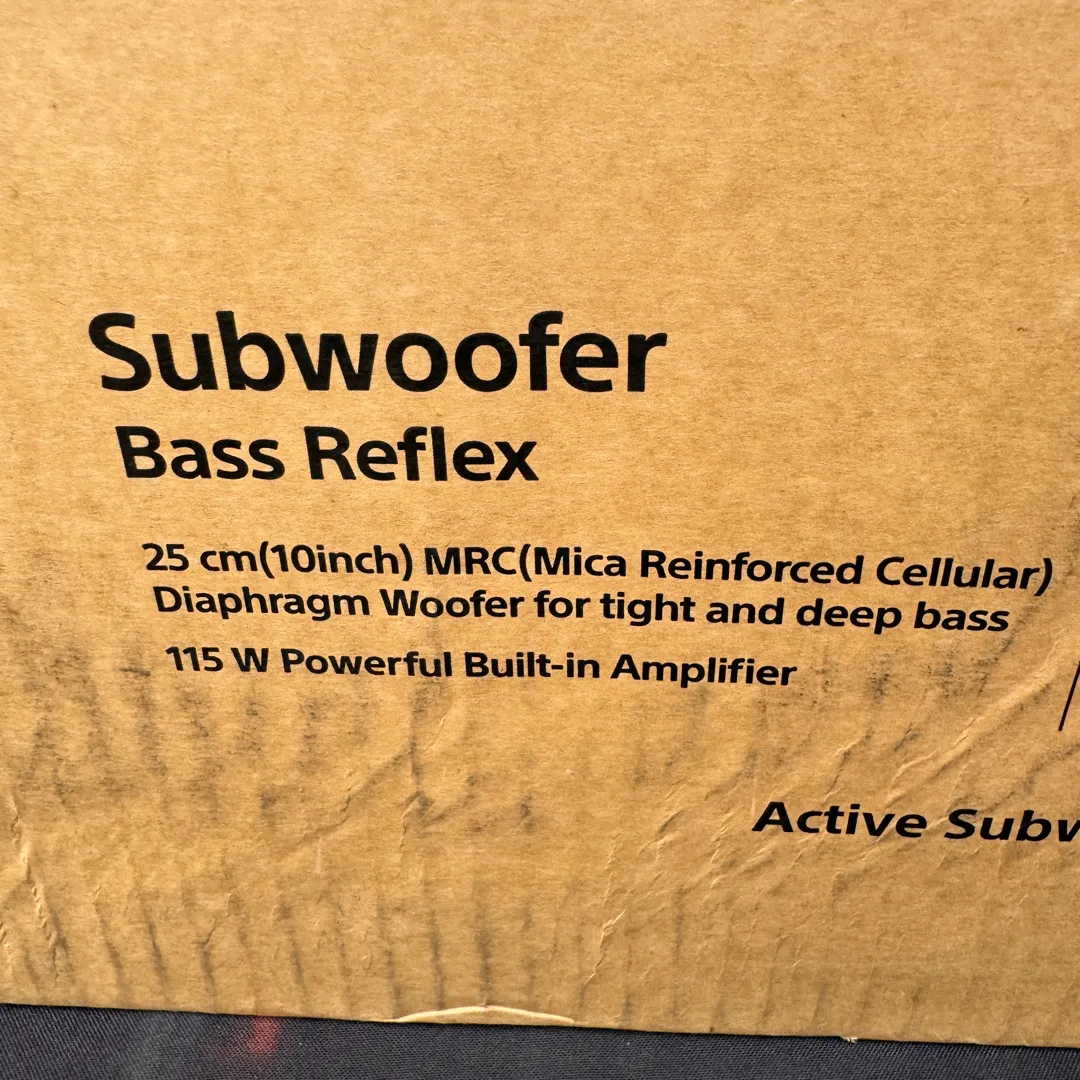 Subwoofer
Bass Reflex
25 cm(10inch) MRC(Mica Reinforced Cellular)
Diaphragm Woofer for tight and deep bass
115 W Powerful Built-in Amplifier
Active